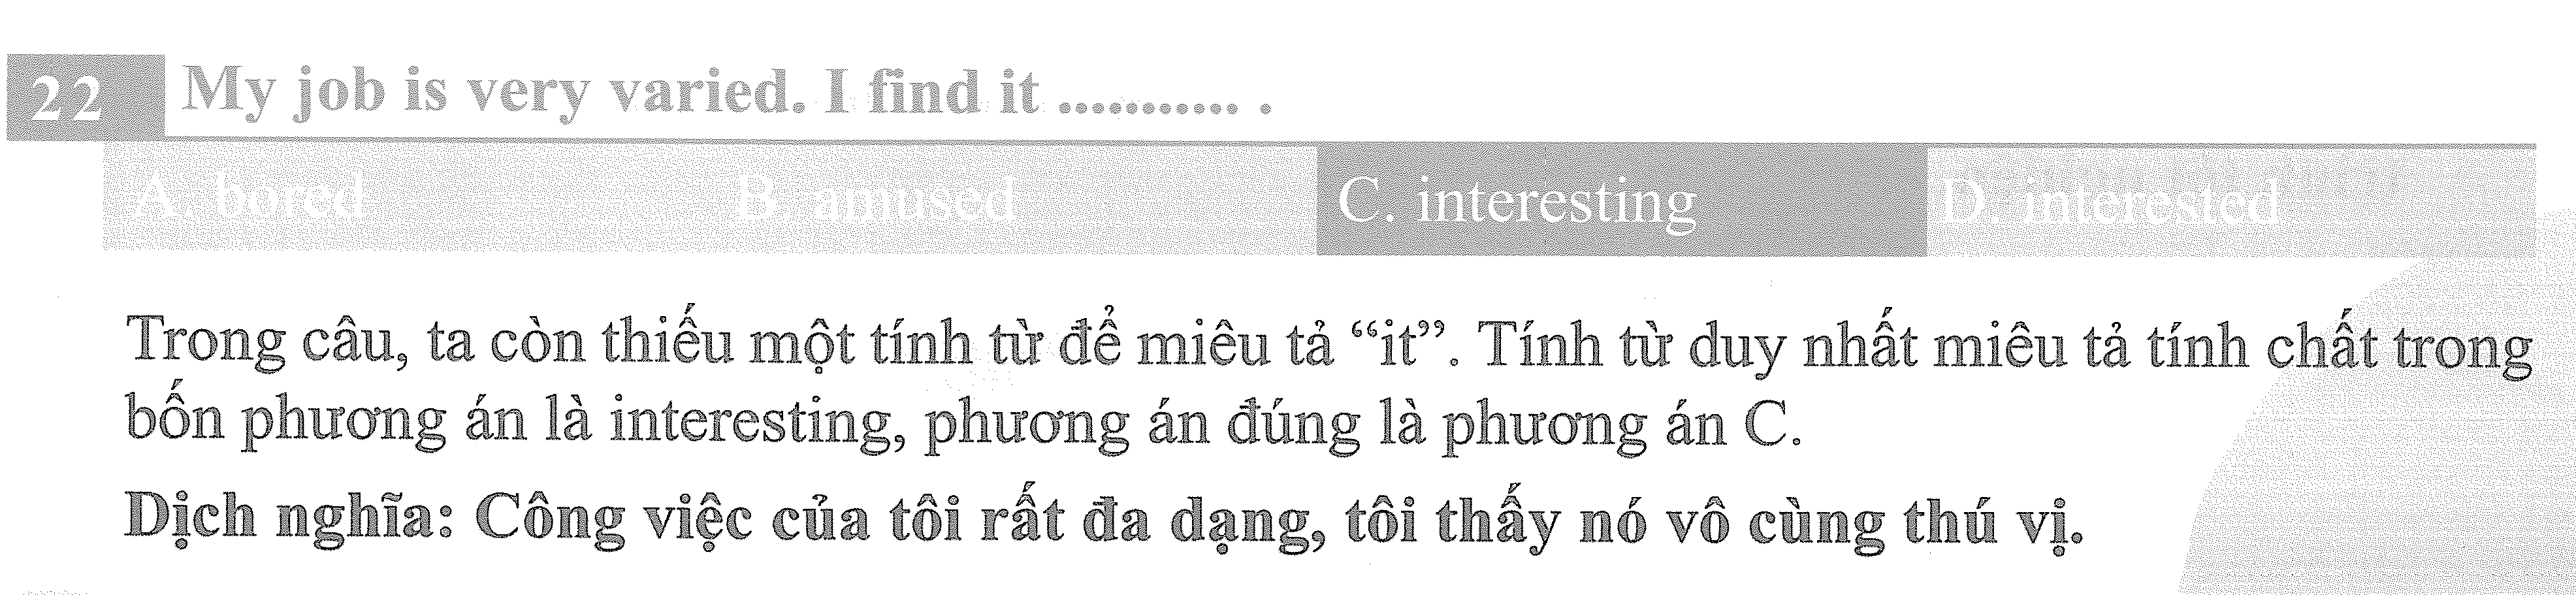 22 My job is very varied. I find it ........... .
A. bored B. amused C. interesting D. interested
Trong câu, ta còn thiếu một tính từ để miêu tả “it”. Tính từ duy nhất miêu tả tính chất trong
bốn phương án là interesting, phương án đúng là phương án C.
Dịch nghĩa: Công việc của tôi rất đa dạng, tôi thấy nó vô cùng thú vị.